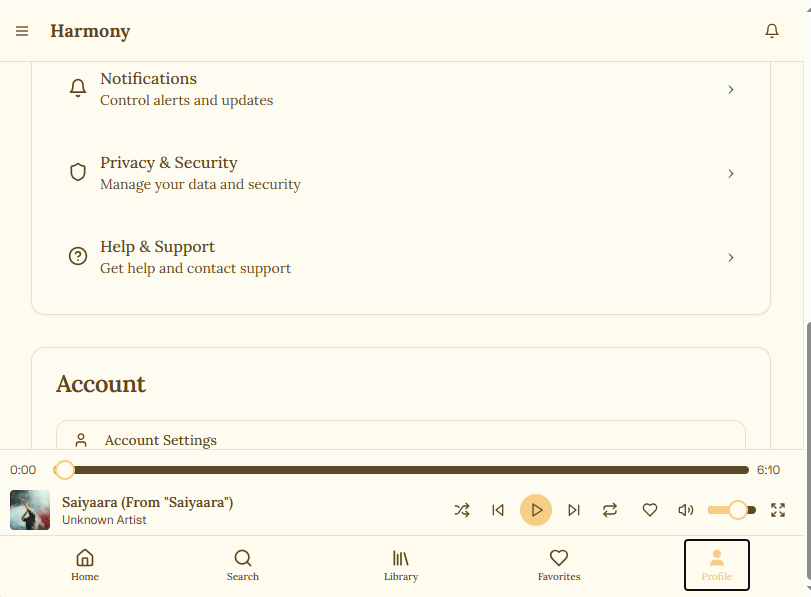 Harmony
Notifications
Control alerts and updates
Privacy & Security
Manage your data and security
Help & Support
Get help and contact support
Account
Account Settings
0:00
6:10
Saiyaara (From "Saiyaara")
Unknown Artist
Home
Search
Library
Favorites
Profile